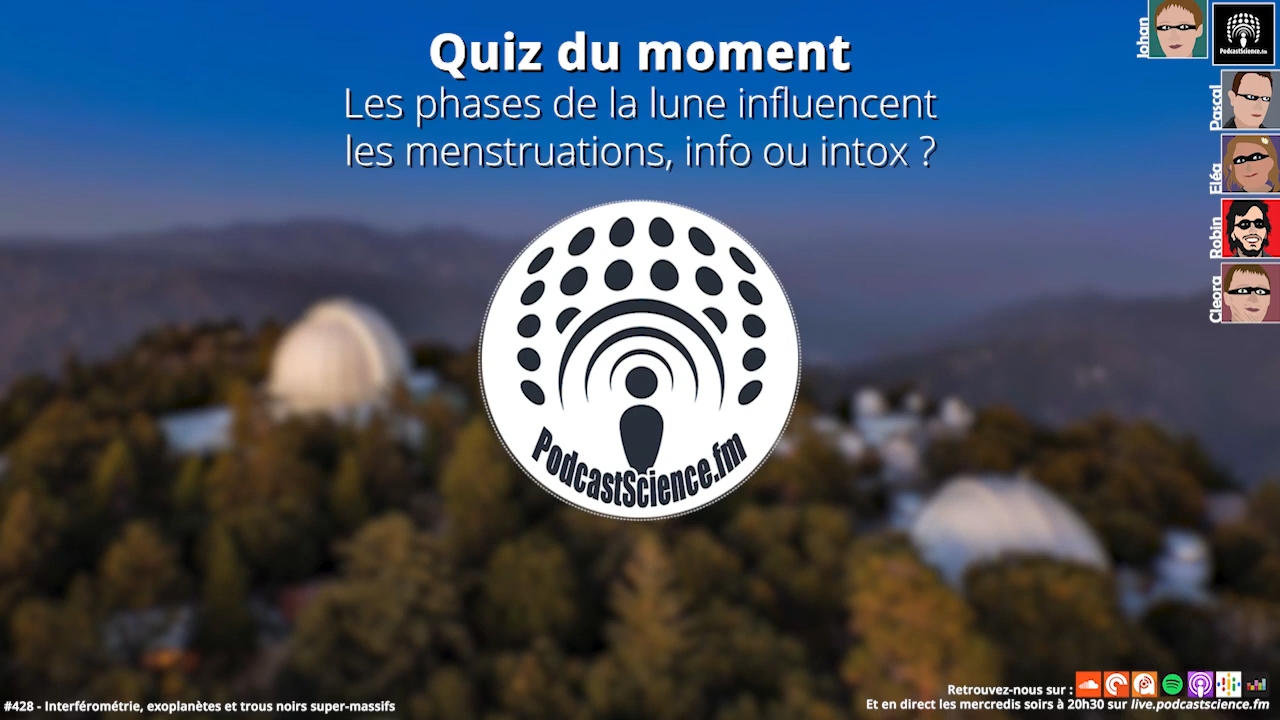 Quiz du moment
Les phases de la lune influencent
les menstruations, info ou intox ?
Johan
PodcastScience.fm
Pascal
Eléa
Robin
Cleora
PodcastScience.fm
#428 - Interférométrie, exoplanètes et trous noirs super-massifs
Retrouvez-nous sur :
Et en direct les mercredis soirs à 20h30 sur live.podcastscience.fm